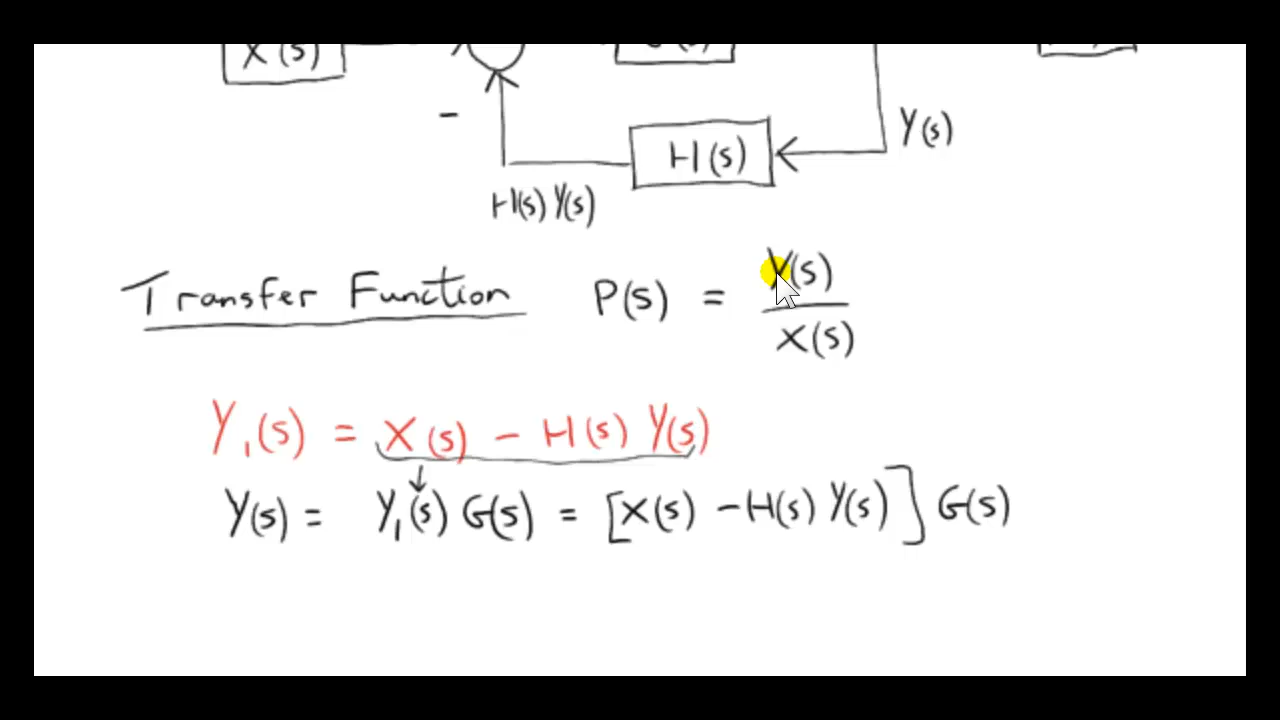 X(s)
Y(s)
H(s)
-
H(s) Y(s)
Transfer Function P(s) = Y(s)
X(s)
Y₁(s) = X(s) - H(s) Y(s)
Y(s) = Y₁(s) G(s) = [X(s) - H(s) Y(s)] G(s)